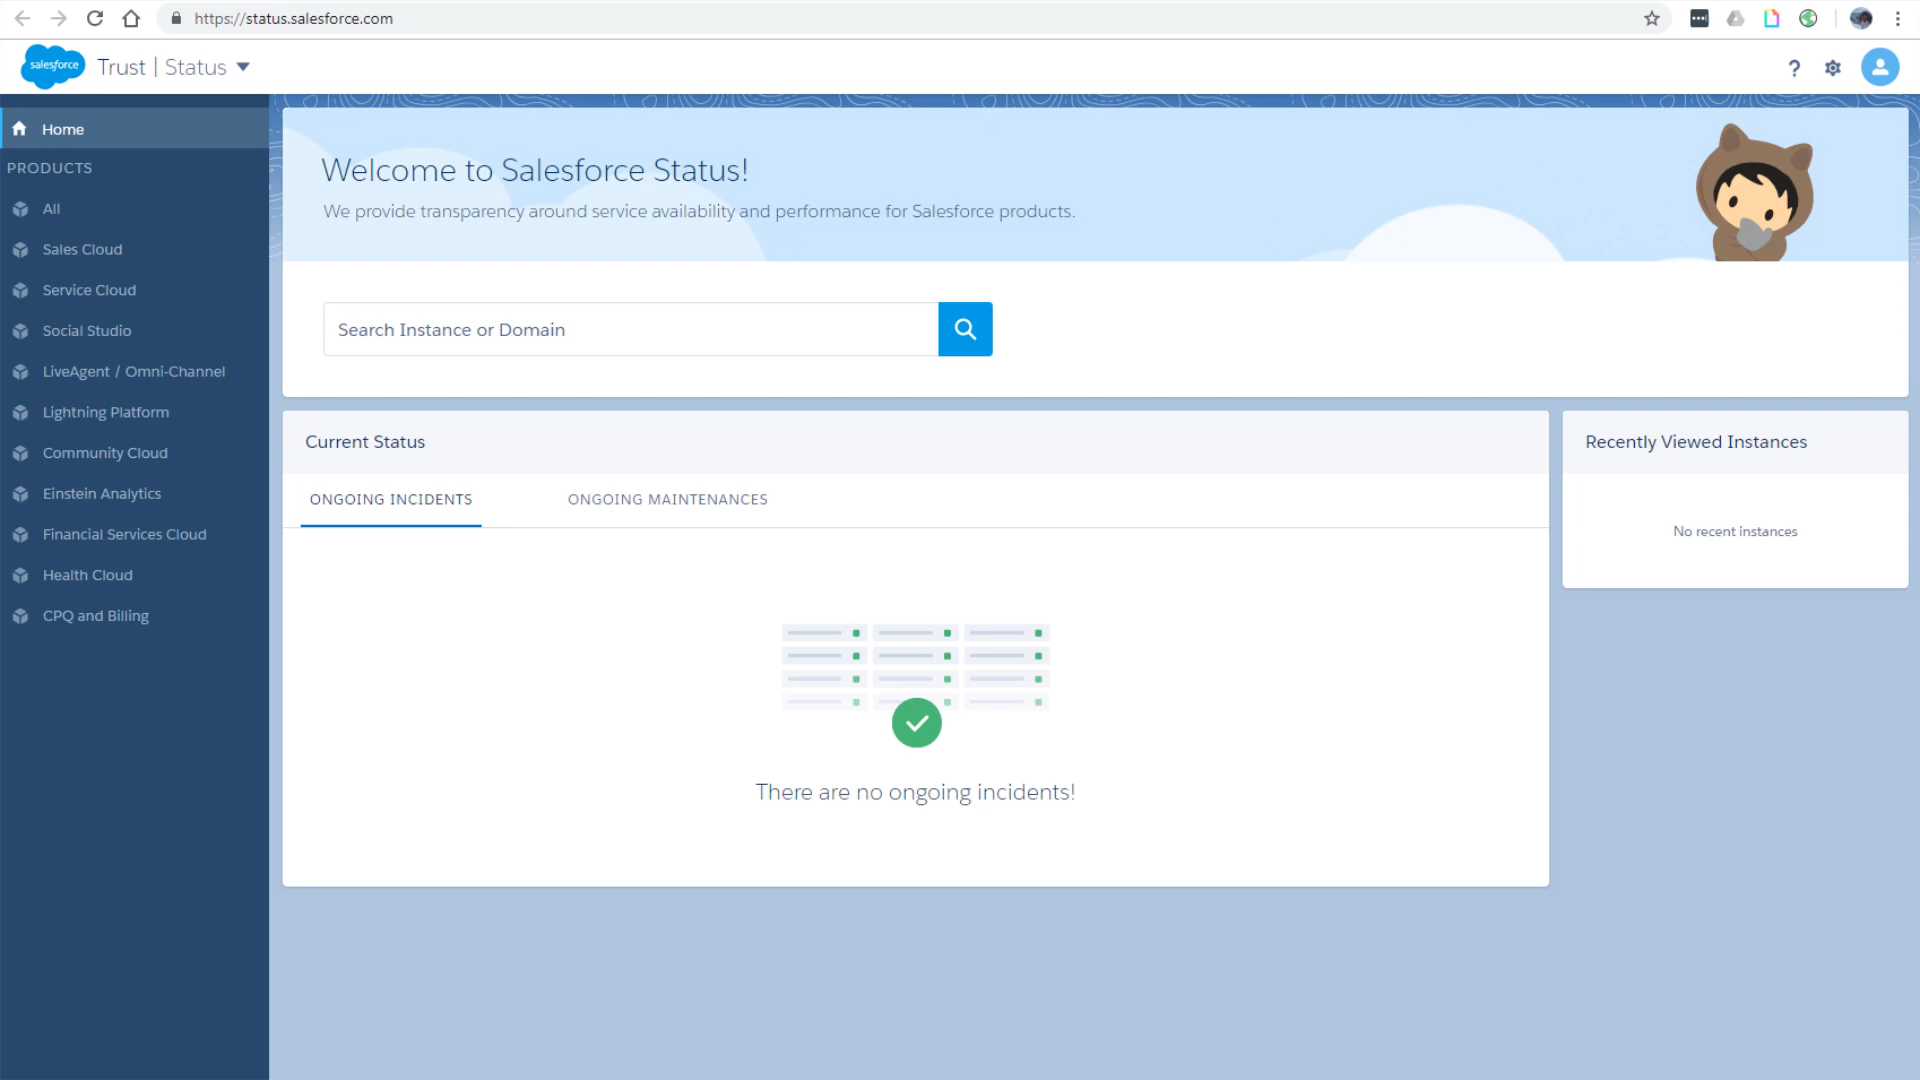 https://status.salesforce.com
salesforce
Trust | Status
?
Home
PRODUCTS
All
Sales Cloud
Service Cloud
Social Studio
LiveAgent / Omni-Channel
Lightning Platform
Community Cloud
Einstein Analytics
Financial Services Cloud
Health Cloud
CPQ and Billing
Welcome to Salesforce Status!
We provide transparency around service availability and performance for Salesforce products.
Search Instance or Domain
Current Status
ONGOING INCIDENTS
ONGOING MAINTENANCES
There are no ongoing incidents!
Recently Viewed Instances
No recent instances